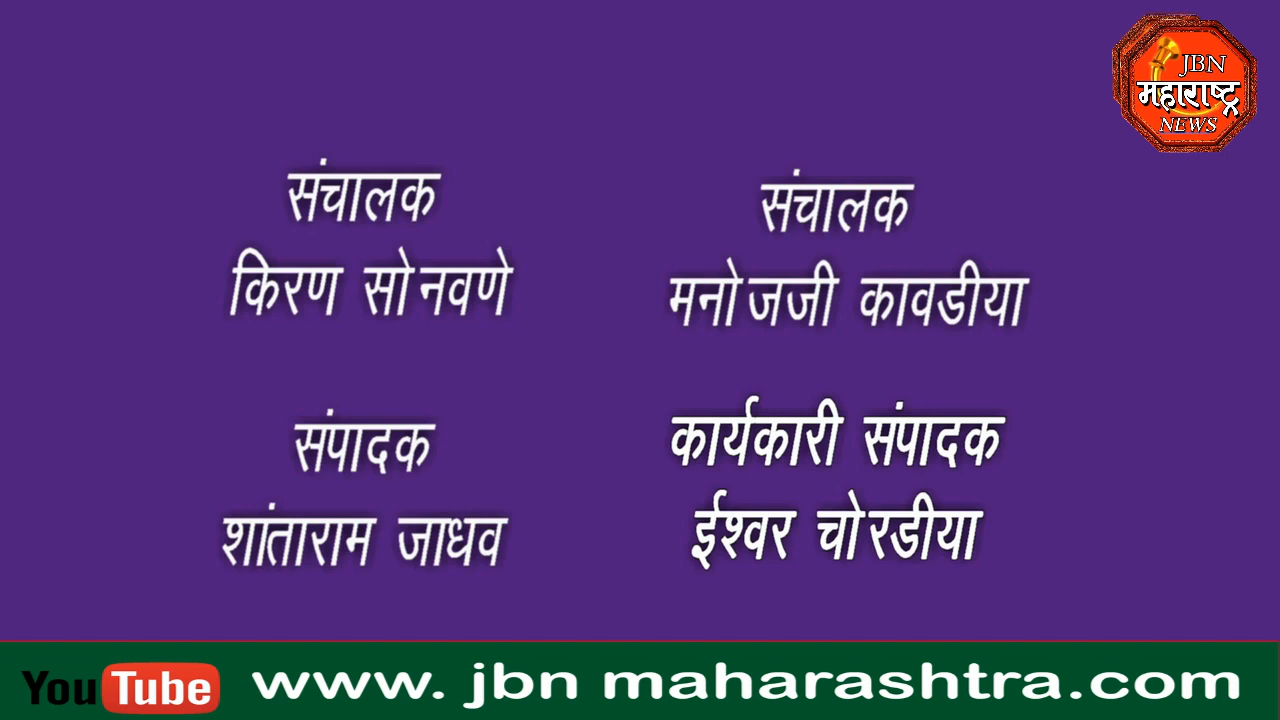 JBN
महाराष्ट्र
NEWS
संचालक
किरण सोनवणे
संचालक
मनोजजी कावडीया
संपादक
शांताराम जाधव
कार्यकारी संपादक
ईश्वर चोरडीया
YouTube
www. jbn maharashtra.com